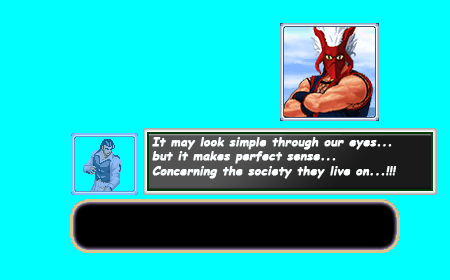 It may look simple through our eyes...
but it makes perfect sense...
Concerning the society they live on...!!!